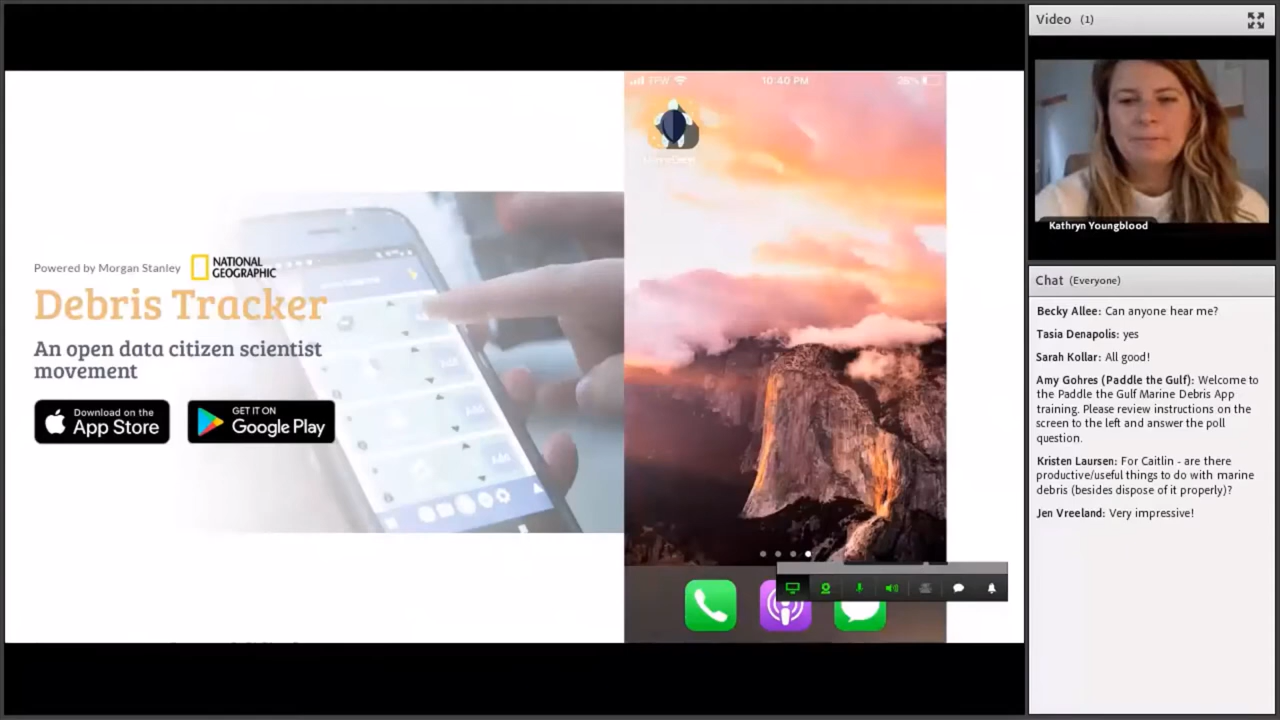 Powered by Morgan Stanley
NATIONAL
GEOGRAPHIC
Debris Tracker
An open data citizen scientist
movement
Download on the
App Store
GET IT ON
Google Play
Add
Add
Add
TFW
10:40 PM
28%
Video (1)
Kathryn Youngblood
Chat (Everyone)
Becky Allee: Can anyone hear me?
Tasia Denapolis: yes
Sarah Kollar: All good!
Amy Gohres (Paddle the Gulf): Welcome to
the Paddle the Gulf Marine Debris App
training. Please review instructions on the
screen to the left and answer the poll
question.
Kristen Laursen: For Caitlin - are there
productive/useful things to do with marine
debris (besides dispose of it properly)?
Jen Vreeland: Very impressive!